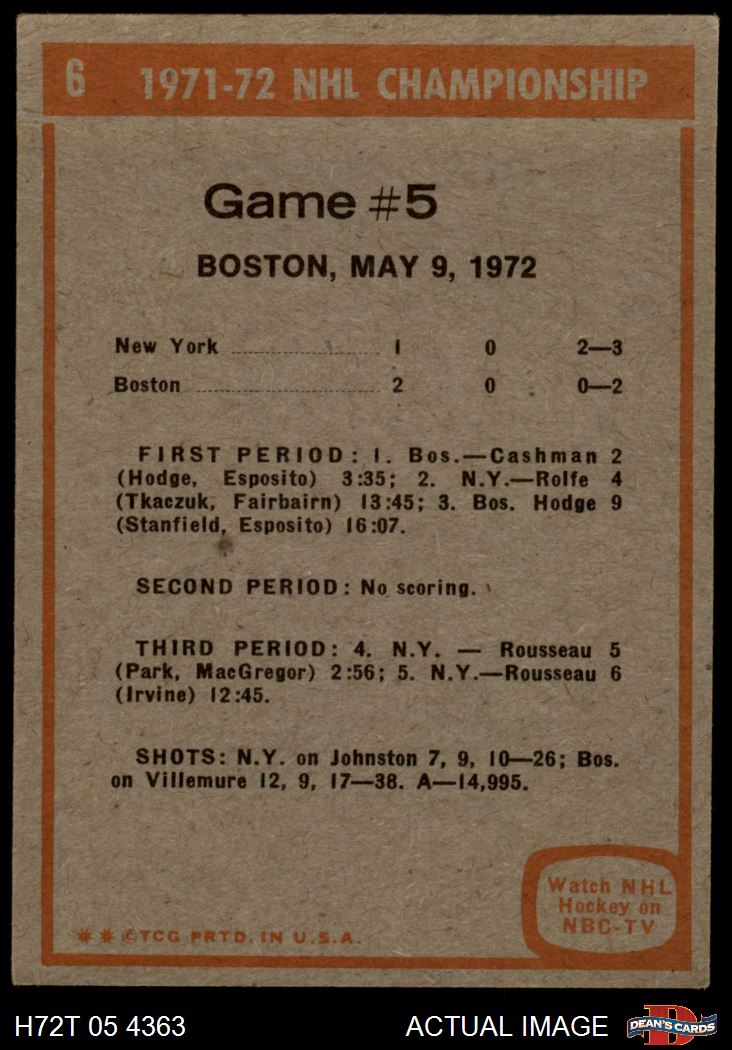 6 1971-72 NHL CHAMPIONSHIP
Game #5
BOSTON, MAY 9, 1972
New York 1 0 2—3
Boston 2 0 0—2
FIRST PERIOD: 1. Bos.—Cashman 2
(Hodge, Esposito) 3:35; 2. N.Y.—Rolfe 4
(Tkaczuk, Fairbairn) 13:45; 3. Bos. Hodge 9
(Stanfield, Esposito) 16:07.
SECOND PERIOD: No scoring.
THIRD PERIOD: 4. N.Y. — Rousseau 5
(Park, MacGregor) 2:56; 5. N.Y.—Rousseau 6
(Irvine) 12:45.
SHOTS: N.Y. on Johnston 7, 9, 10—26; Bos.
on Villemure 12, 9, 17—38. A—14,995.
Watch NHL
Hockey on
NBC-TV
**©TCG PRTD. IN U.S.A.
H72T 05 4363 ACTUAL IMAGE
D
DEAN'S CARDS